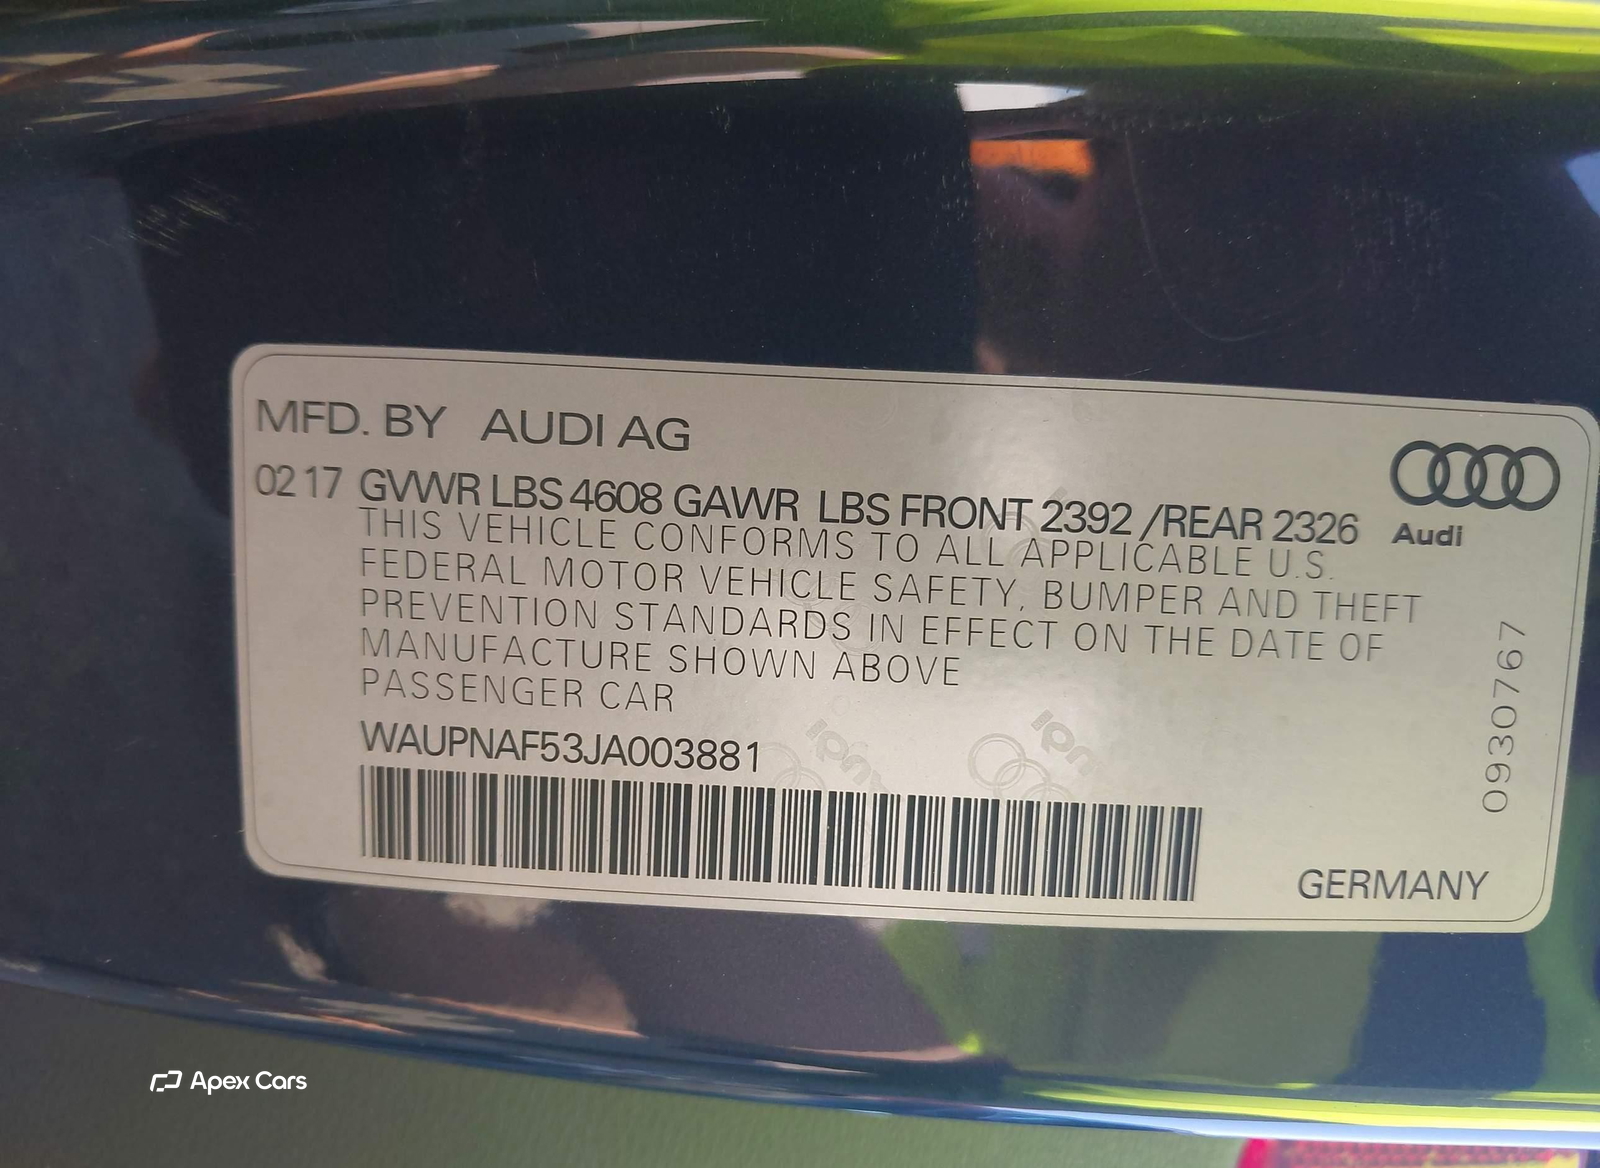 MFD. BY AUDI AG
02 17 GVWR LBS 4608 GAWR LBS FRONT 2392 /REAR 2326
THIS VEHICLE CONFORMS TO ALL APPLICABLE U.S.
FEDERAL MOTOR VEHICLE SAFETY, BUMPER AND THEFT
PREVENTION STANDARDS IN EFFECT ON THE DATE OF
MANUFACTURE SHOWN ABOVE
PASSENGER CAR
WAUPNAF53JA003881
Audi
0930767
GERMANY
Apex Cars